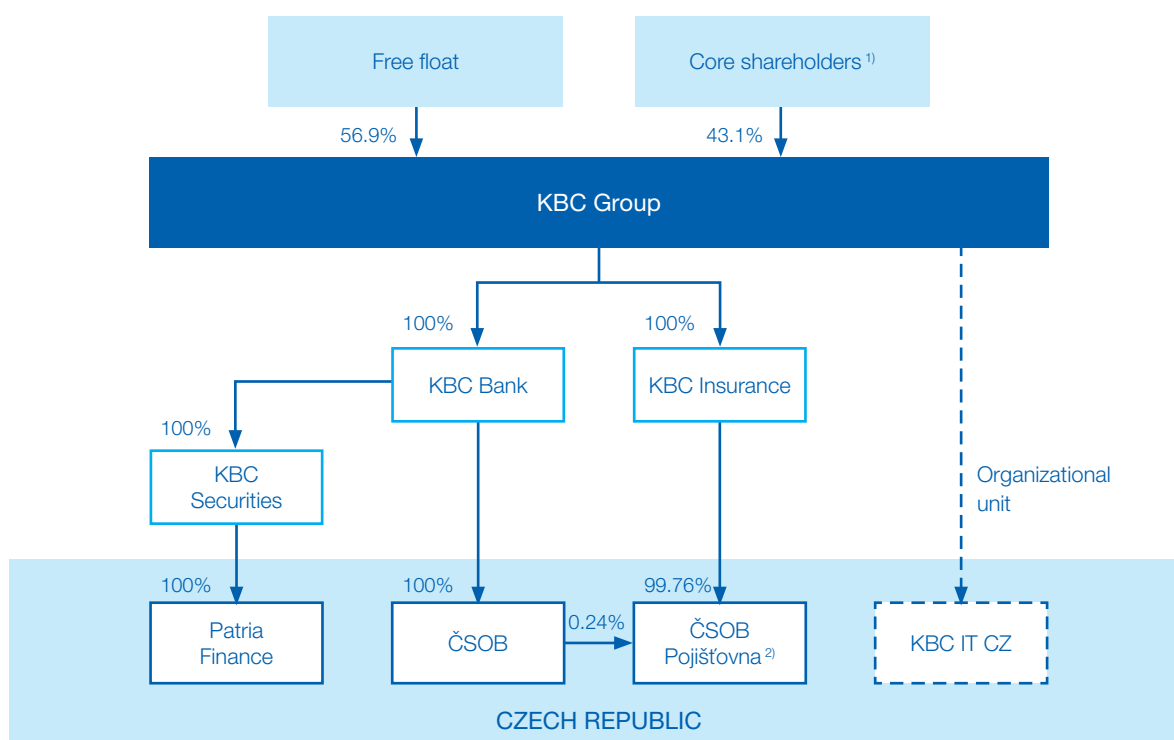 Free float
Core shareholders 1)
56.9%
43.1%
KBC Group
100%
100%
KBC Bank
KBC Insurance
100%
KBC
Securities
Organizational
unit
100%
100%
99.76%
Patria
Finance
ČSOB
0.24%
ČSOB
Pojišťovna 2)
KBC IT CZ
CZECH REPUBLIC